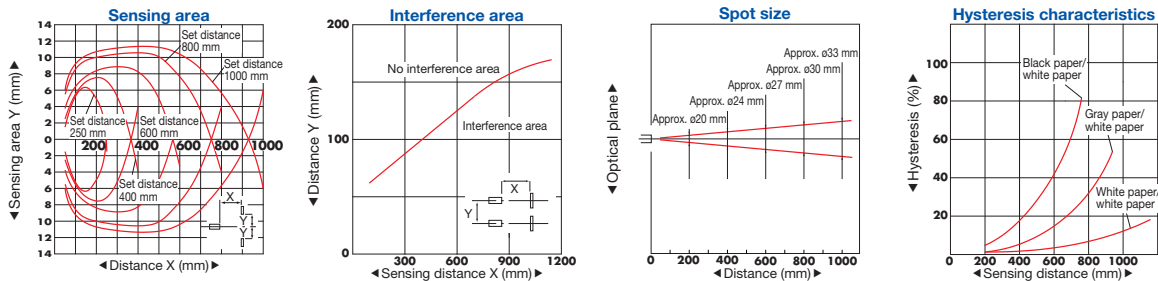 Sensing area
Sensing area Y (mm)
14
12
10
8
6
4
2
0
2
4
6
8
10
12
14
Set distance
800 mm
Set distance
1000 mm
Set distance
250 mm
Set distance
600 mm
Set distance
400 mm
200
400
600
800
1000
X
Y
Y
Distance X (mm)
Interference area
Distance Y (mm)
200
100
0
No interference area
Interference area
X
Y
300
600
900
1200
Sensing distance X (mm)
Spot size
Optical plane
Approx. ø33 mm
Approx. ø30 mm
Approx. ø27 mm
Approx. ø24 mm
Approx. ø20 mm
0
200
400
600
800
1000
Distance (mm)
Hysteresis characteristics
Hysteresis (%)
100
80
60
40
20
Black paper/
white paper
Gray paper/
white paper
White paper/
white paper
0
200
400
600
800
1000
Sensing distance (mm)